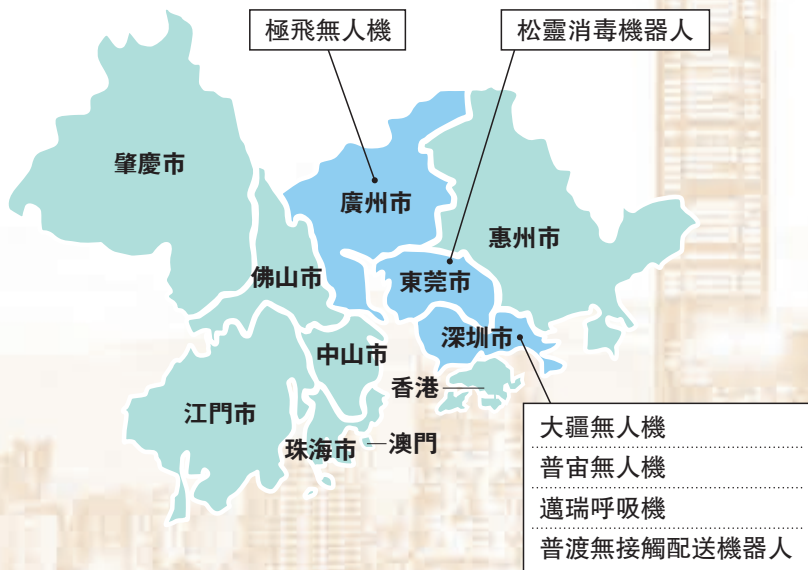 極飛無人機
松靈消毒機器人
肇慶市
廣州市
惠州市
佛山市
東莞市
深圳市
中山市
香港
江門市
珠海市
澳門
大疆無人機
普宙無人機
邁瑞呼吸機
普渡無接觸配送機器人